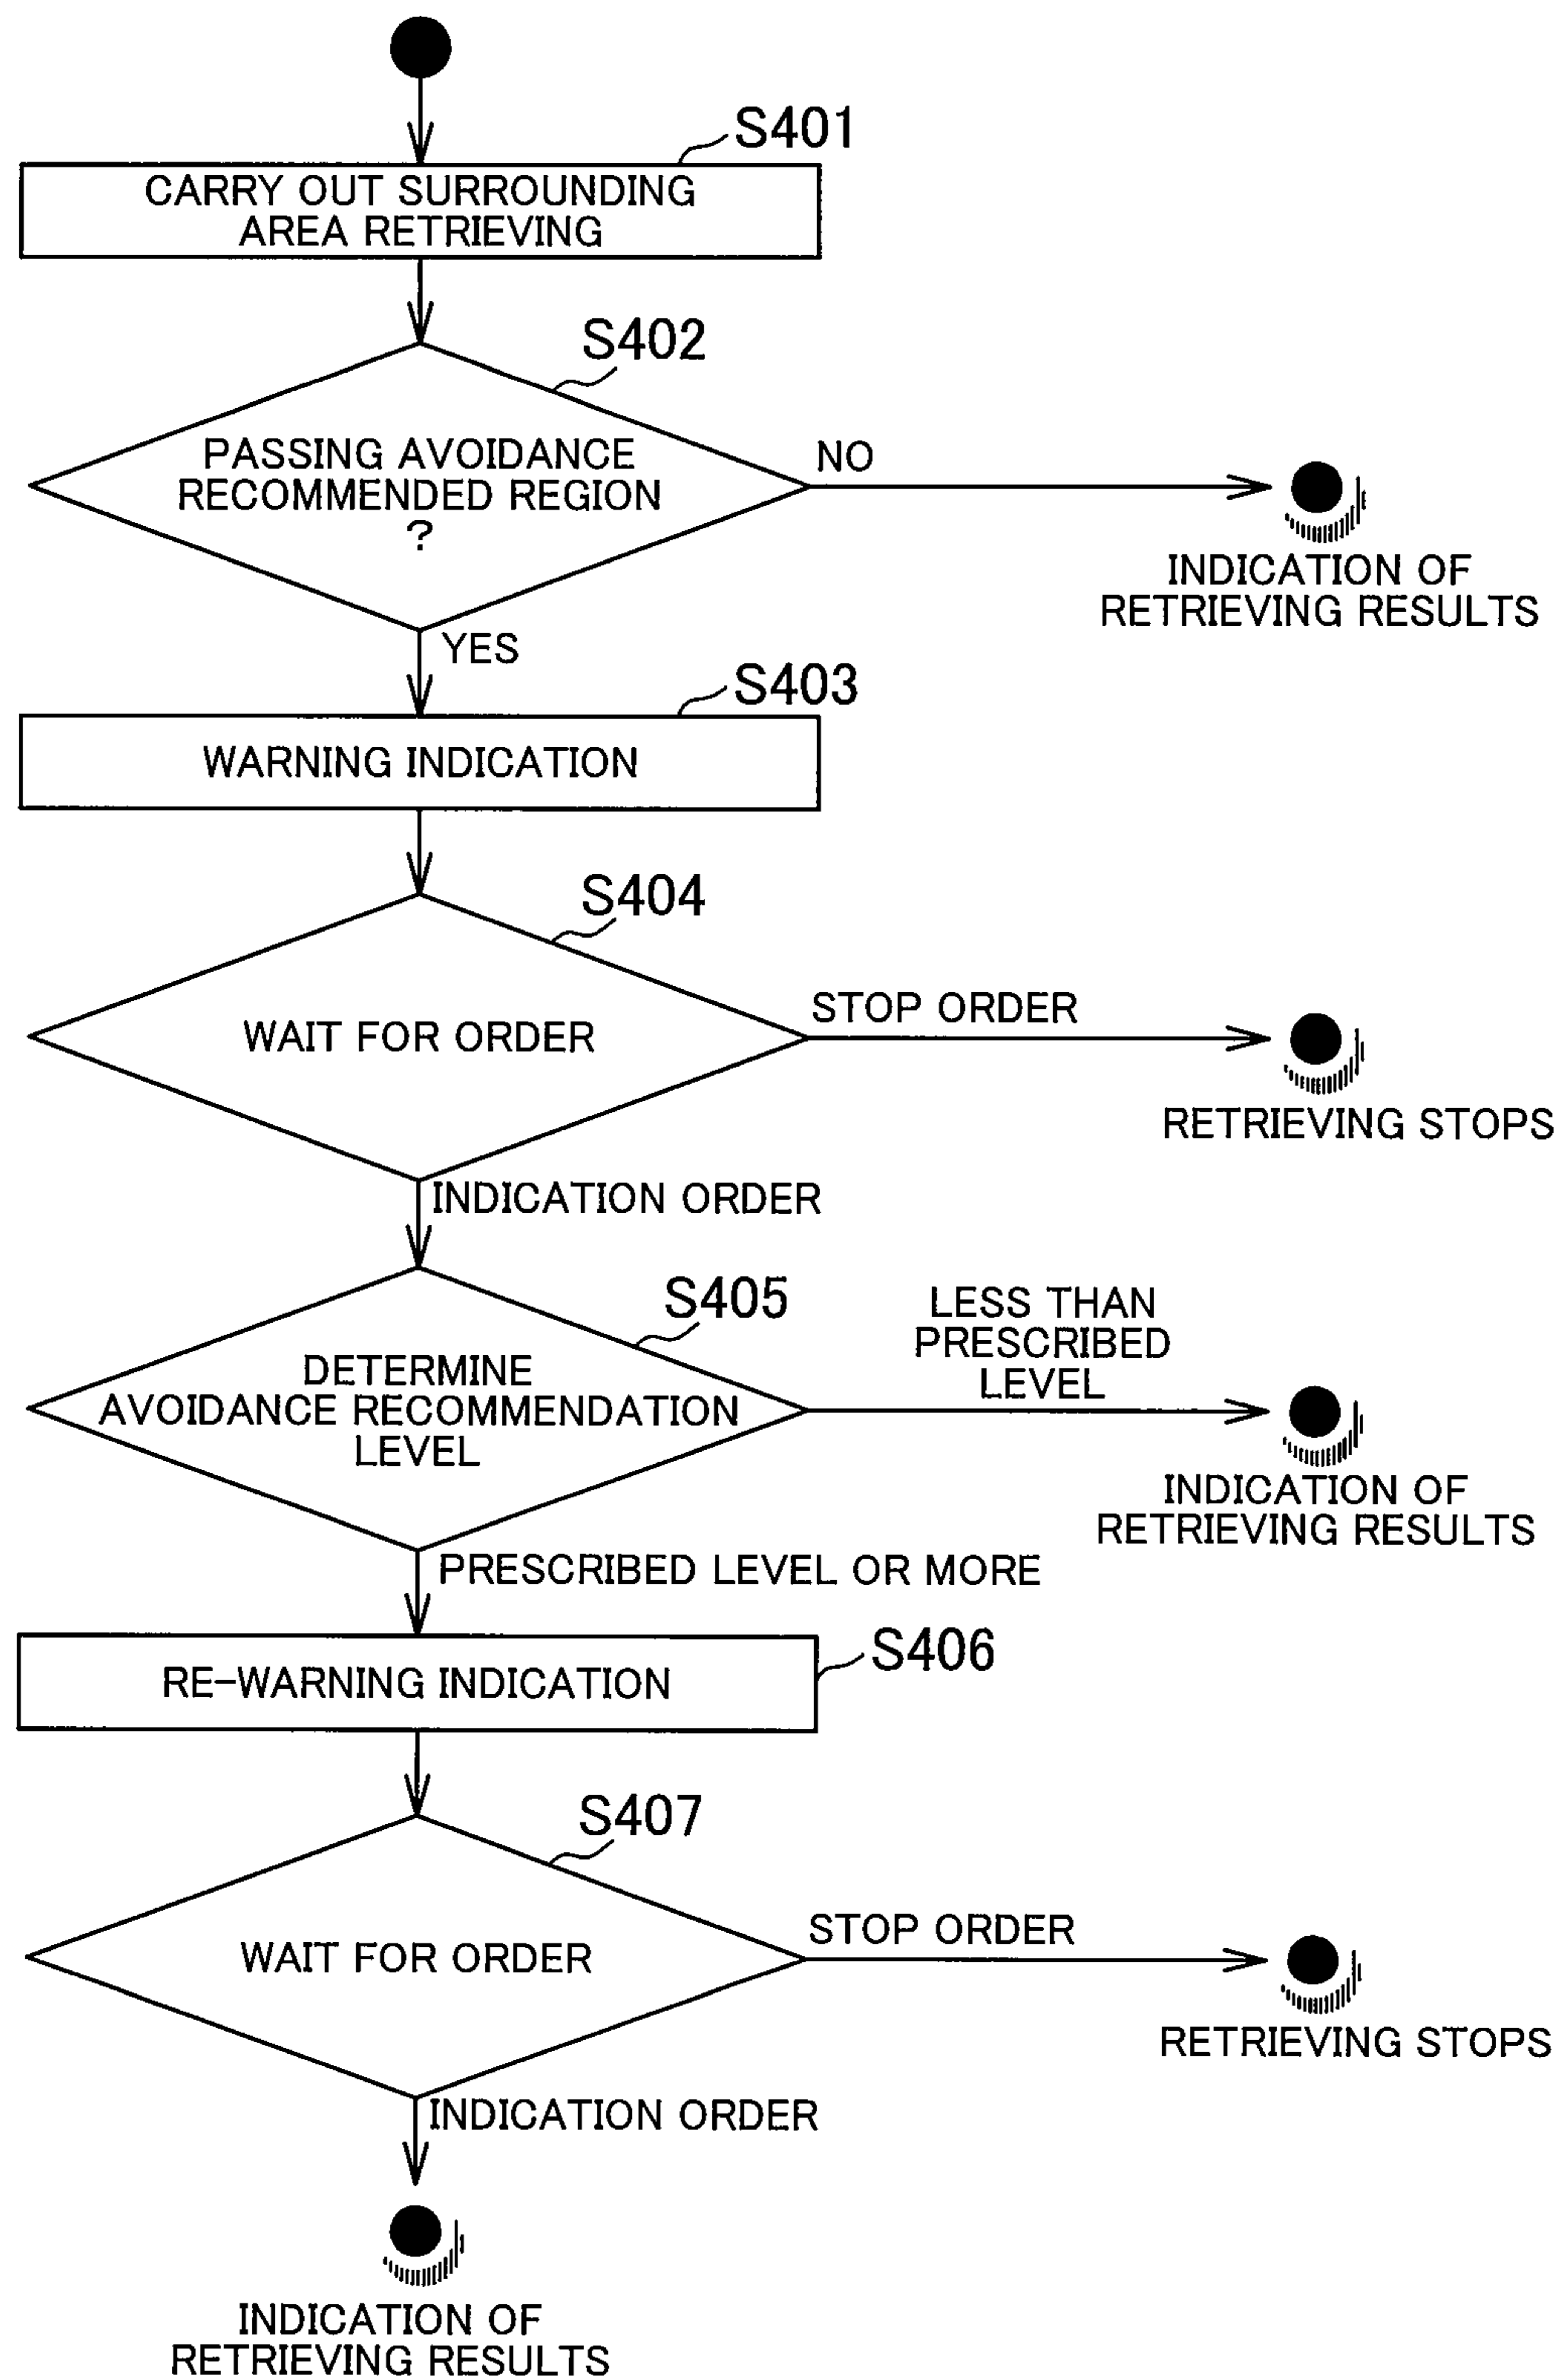 S401
CARRY OUT SURROUNDING
AREA RETRIEVING
S402
PASSING AVOIDANCE
RECOMMENDED REGION
?
NO
INDICATION OF
RETRIEVING RESULTS
YES
S403
WARNING INDICATION
S404
WAIT FOR ORDER
STOP ORDER
RETRIEVING STOPS
INDICATION ORDER
S405
DETERMINE
AVOIDANCE RECOMMENDATION
LEVEL
LESS THAN
PRESCRIBED
LEVEL
INDICATION OF
RETRIEVING RESULTS
PRESCRIBED LEVEL OR MORE
S406
RE-WARNING INDICATION
S407
WAIT FOR ORDER
STOP ORDER
RETRIEVING STOPS
INDICATION ORDER
INDICATION OF
RETRIEVING RESULTS